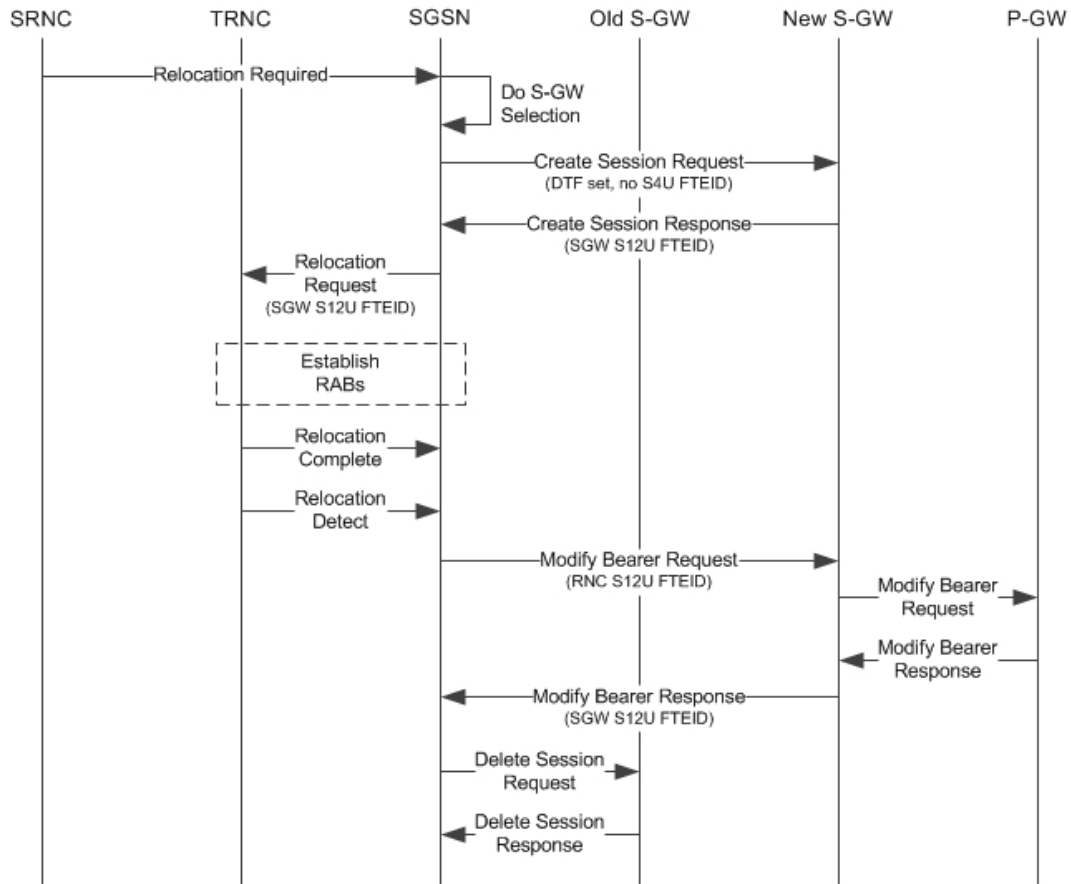 SRNC
TRNC
SGSN
Old S-GW
New S-GW
P-GW
Relocation Required
Do S-GW
Selection
Create Session Request
(DTF set, no S4U FTEID)
Create Session Response
(SGW S12U FTEID)
Relocation
Request
(SGW S12U FTEID)
Establish
RABs
Relocation
Complete
Relocation
Detect
Modify Bearer Request
(RNC S12U FTEID)
Modify Bearer
Request
Modify Bearer
Response
Modify Bearer Response
(SGW S12U FTEID)
Delete Session
Request
Delete Session
Response